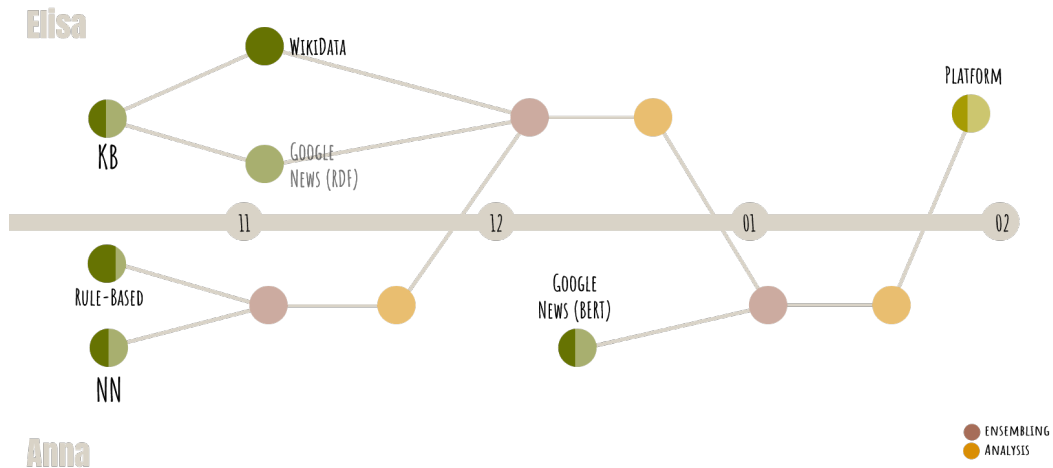 Elisa
WikiData
Platform
KB
Google
News (RDF)
11
12
01
02
Rule-Based
Google
News (BERT)
NN
ensembling
Analysis
Anna